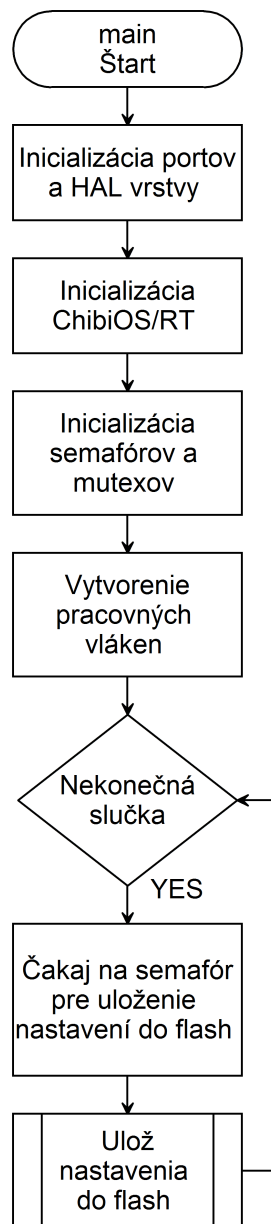 main
Štart
Inicializácia portov
a HAL vrstvy
Inicializácia
ChibiOS/RT
Inicializácia
semafórov a
mutexov
Vytvorenie
pracovných
vláken
Nekonečná
slučka
YES
Čakaj na semafór
pre uloženie
nastavení do flash
Ulož
nastavenia
do flash